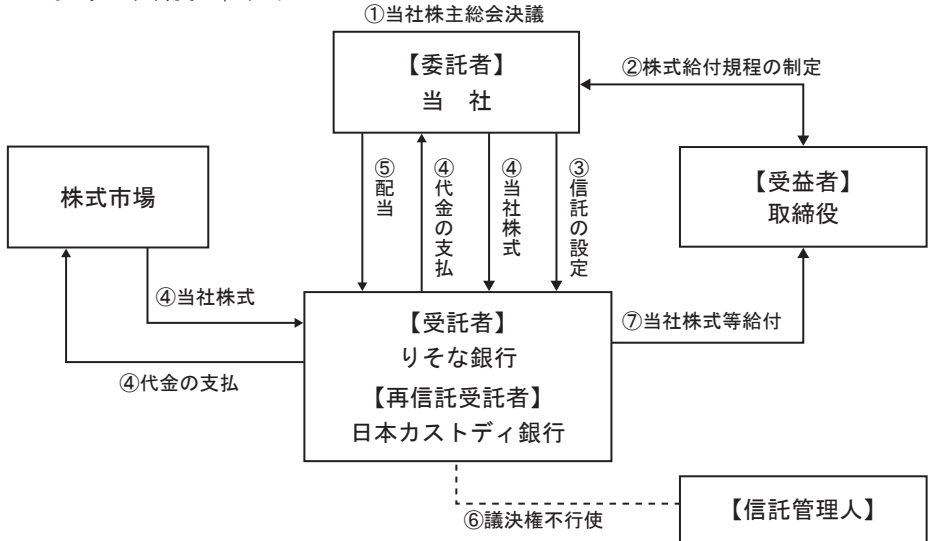 ①当社株主総会決議
【委託者】
当　社
②株式給付規程の制定
株式市場
⑤配当
④代金の支払
④当社株式
③信託の設定
【受益者】
取締役
④当社株式
④代金の支払
【受託者】
りそな銀行
【再信託受託者】
日本カストディ銀行
⑦当社株式等給付
⑥議決権不行使
【信託管理人】